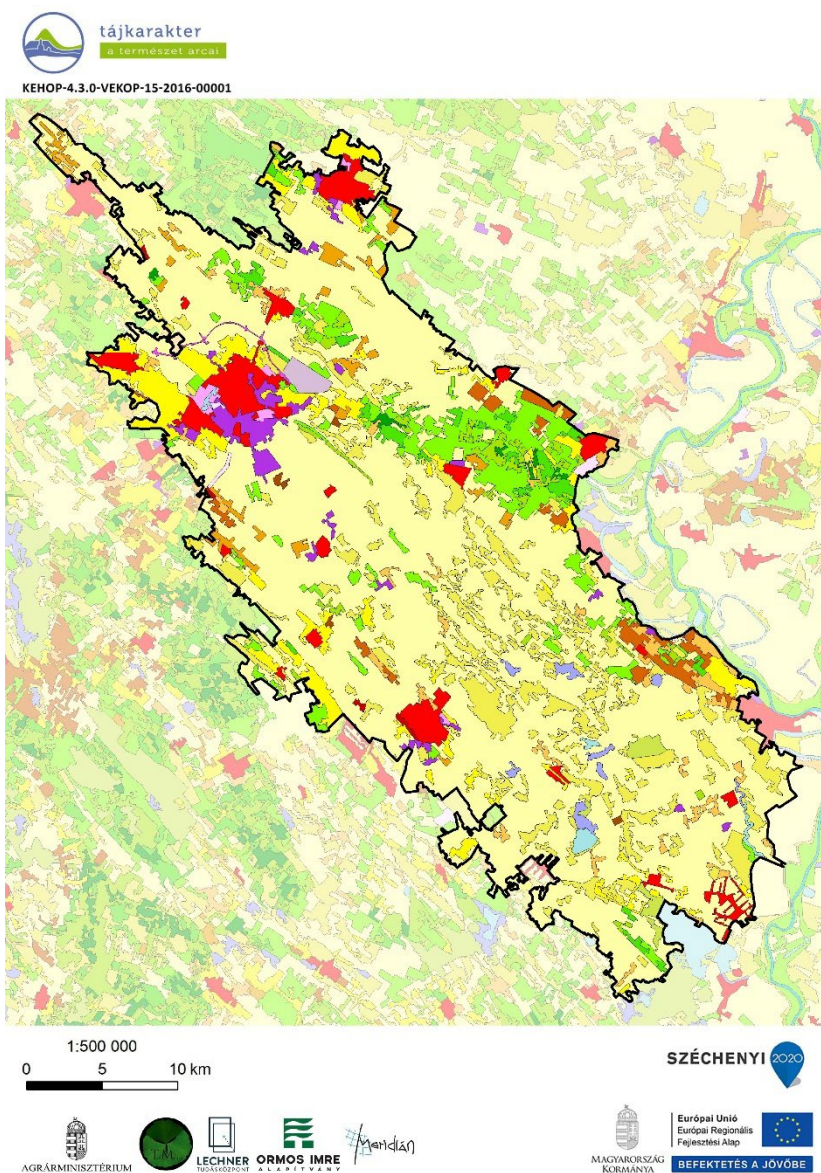 tájkarakter
a természet arcai
KEHOP-4.3.0-VEKOP-15-2016-00001
1:500 000
0 5 10 km
SZÉCHENYI 2020
AGRÁRMINISZTÉRIUM
LECHNER
TUDÁSKÖZPONT
ORMOS IMRE
ALAPÍTVÁNY
Meridián
MAGYARORSZÁG
KORMÁNYA
Európai Unió
Európai Regionális
Fejlesztési Alap
BEFEKTETÉS A JÖVŐBE